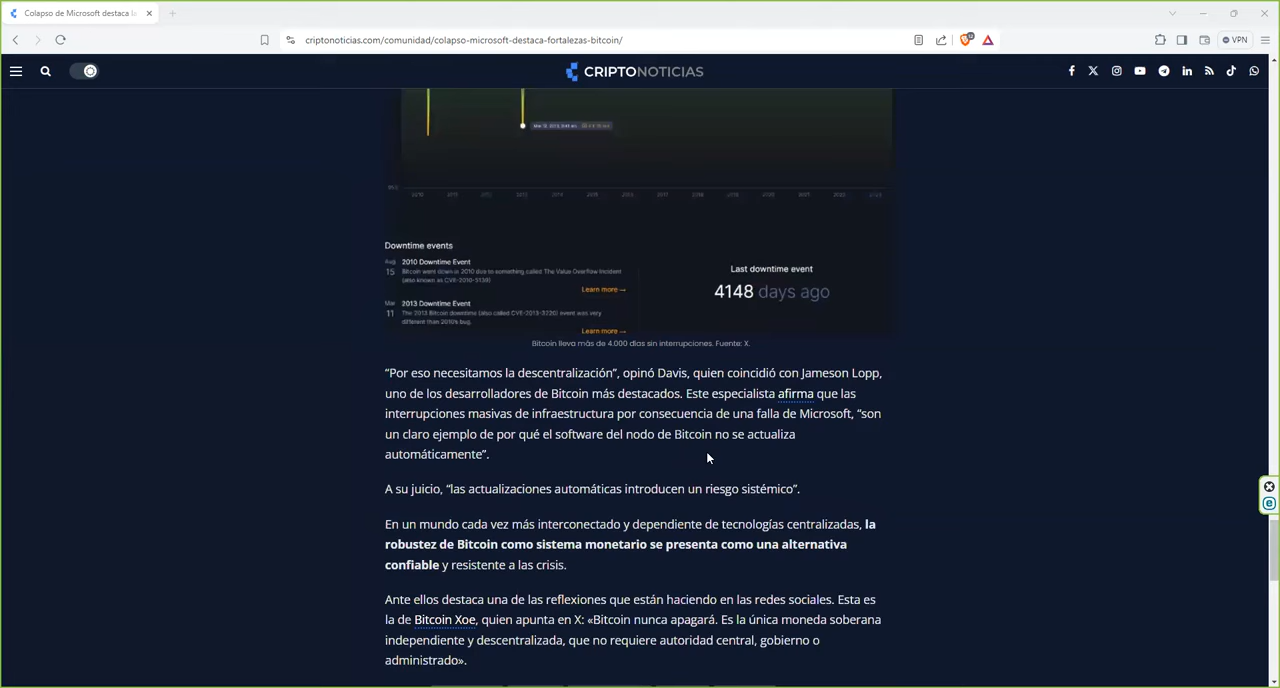 Colapso de Microsoft destaca la
criptonoticias.com/comunidad/colapso-microsoft-destaca-fortalezas-bitcoin/
VPN
CRIPTONOTICIAS
Downtime events
Aug 15
2010 Downtime Event
Bitcoin went down in 2010 due to something called The Value Overflow Incident
(also known as CVE-2010-5139)
Learn more →
Mar 11
2013 Downtime Event
The 2013 Bitcoin downtime (also called CVE-2013-3220) event was very
different than 2010's bug.
Learn more →
Last downtime event
4148 days ago
Bitcoin lleva más de 4.000 días sin interrupciones. Fuente: X.
“Por eso necesitamos la descentralización”, opinó Davis, quien coincidió con Jameson Lopp,
uno de los desarrolladores de Bitcoin más destacados. Este especialista afirma que las
interrupciones masivas de infraestructura por consecuencia de una falla de Microsoft, “son
un claro ejemplo de por qué el software del nodo de Bitcoin no se actualiza
automáticamente”.
A su juicio, “las actualizaciones automáticas introducen un riesgo sistémico”.
En un mundo cada vez más interconectado y dependiente de tecnologías centralizadas, la
robustez de Bitcoin como sistema monetario se presenta como una alternativa
confiable y resistente a las crisis.
Ante ellos destaca una de las reflexiones que están haciendo en las redes sociales. Esta es
la de Bitcoin Xoe, quien apunta en X: «Bitcoin nunca apagará. Es la única moneda soberana
independiente y descentralizada, que no requiere autoridad central, gobierno o
administrado».